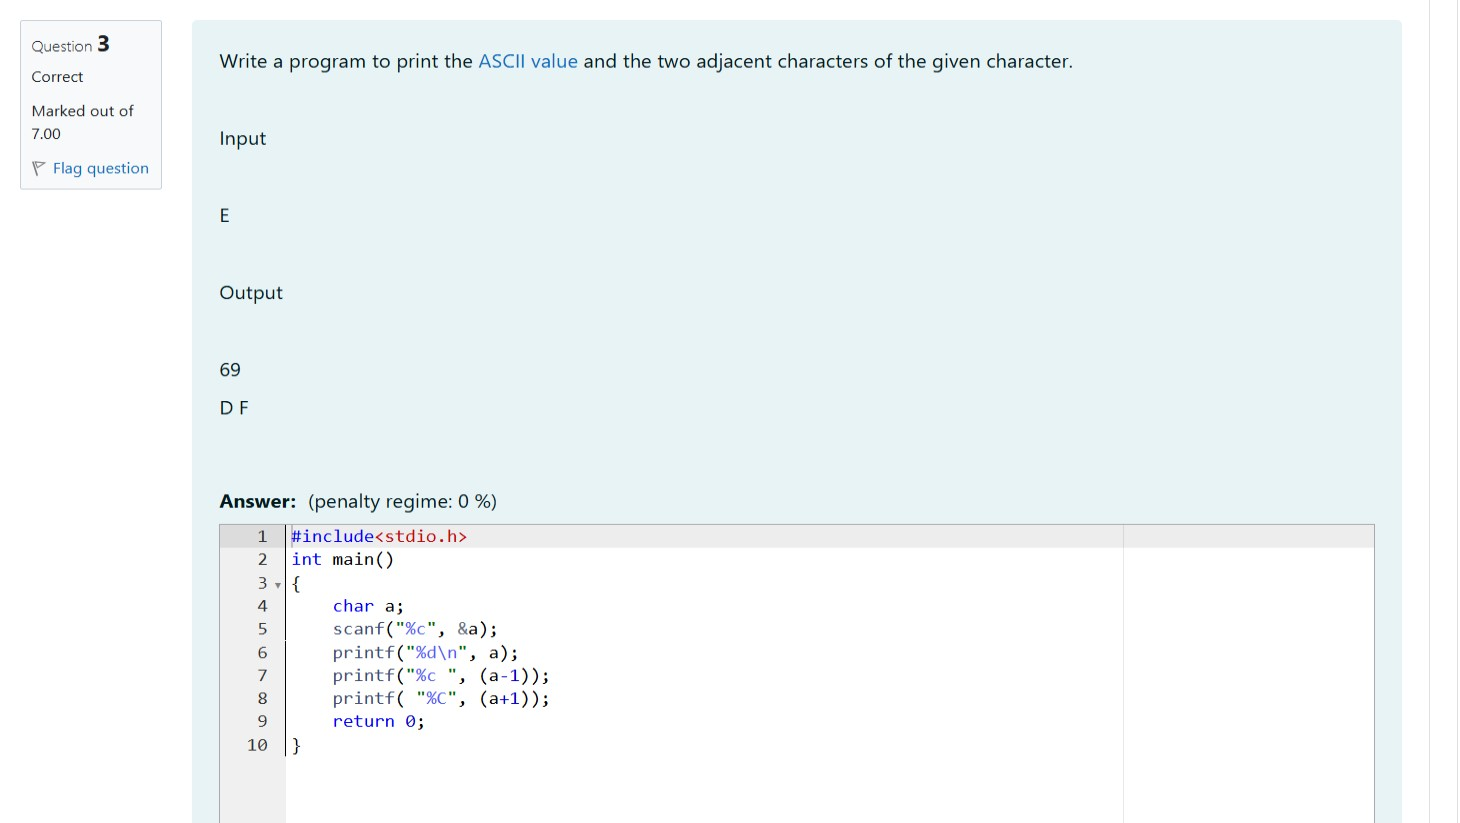 Question 3
Correct
Marked out of
7.00
Flag question
Write a program to print the ASCII value and the two adjacent characters of the given character.
Input
E
Output
69
D F
Answer: (penalty regime: 0 %)
1 #include<stdio.h>
2 int main()
3 {
4     char a;
5     scanf("%c", &a);
6     printf("%d\n", a);
7     printf("%c ", (a-1));
8     printf( "%C", (a+1));
9     return 0;
10 }